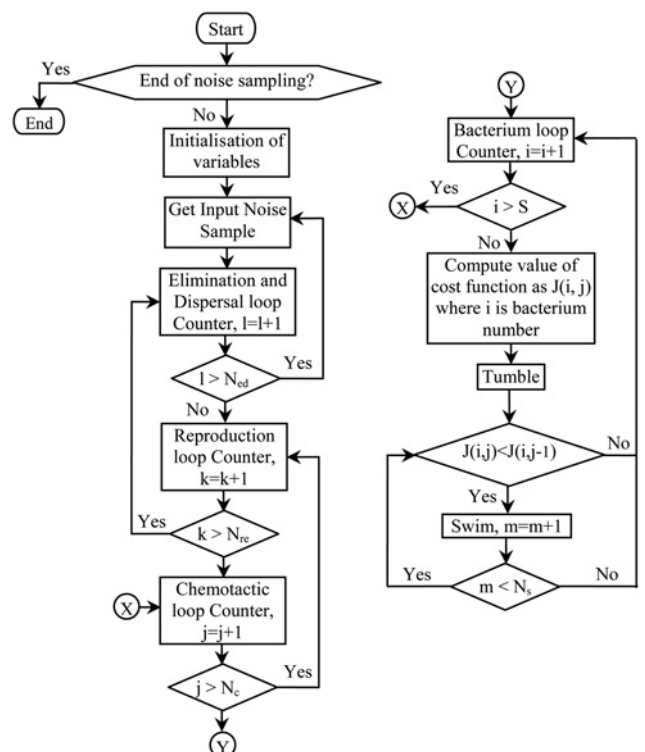 Start
Yes
End of noise sampling?
End
No
Initialisation of
variables
Get Input Noise
Sample
Elimination and
Dispersal loop
Counter, l=l+1
l > Ned
Yes
No
Reproduction
loop Counter,
k=k+1
Yes
k > Nre
X
Chemotactic
loop Counter,
j=j+1
j > Nc
Yes
Y
Y
Bacterium loop
Counter, i=i+1
Yes
X
i > S
No
Compute value of
cost function as J(i, j)
where i is bacterium
number
Tumble
J(i,j)<J(i,j-1)
No
Yes
Swim, m=m+1
Yes
m < Ns
No